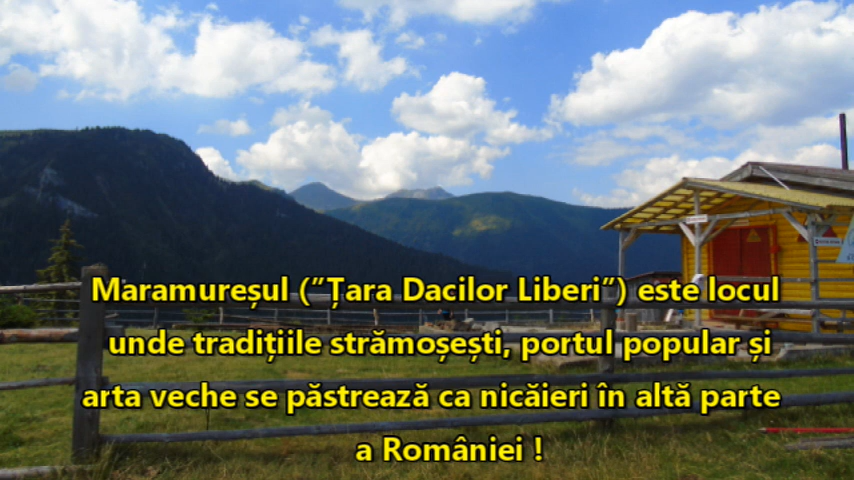 Maramureșul (″Țara Dacilor Liberi″) este locul
unde tradițiile strămoșești, portul popular și
arta veche se păstrează ca nicăieri în altă parte
a României !